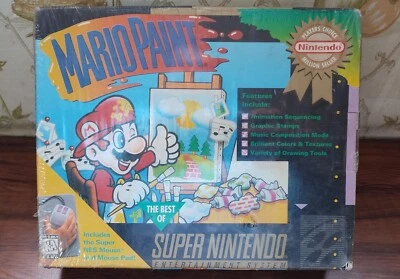 MARIO PAINT
PLAYERS CHOICE
Nintendo
MILLION SELLER
Features
Include:
Animation Sequencing
Graphic Stamps
Music Composition Mode
Brilliant Colors & Textures
Variety of Drawing Tools
THE BEST
OF
SUPER NINTENDO
ENTERTAINMENT SYSTEM
Includes
the Super
NES Mouse
and Mouse Pad!